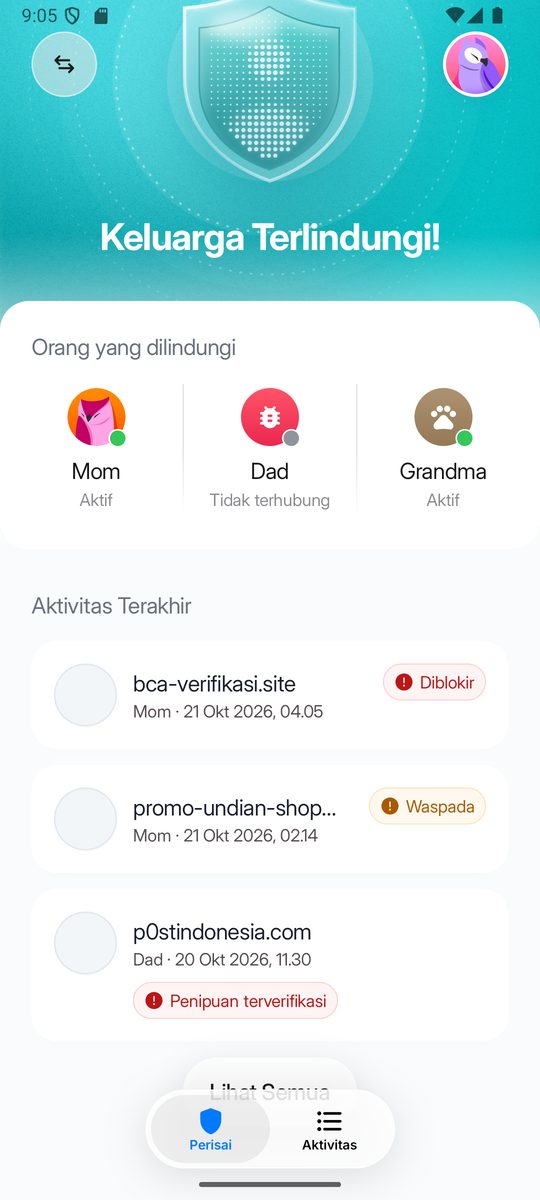 9:05
Keluarga Terlindungi!
Orang yang dilindungi
Mom
Aktif
Dad
Tidak terhubung
Grandma
Aktif
Aktivitas Terakhir
bca-verifikasi.site
Diblokir
Mom · 21 Okt 2026, 04.05
promo-undian-shop...
Waspada
Mom · 21 Okt 2026, 02.14
p0stindonesia.com
Dad · 20 Okt 2026, 11.30
Penipuan terverifikasi
Lihat Semua
Perisai
Aktivitas